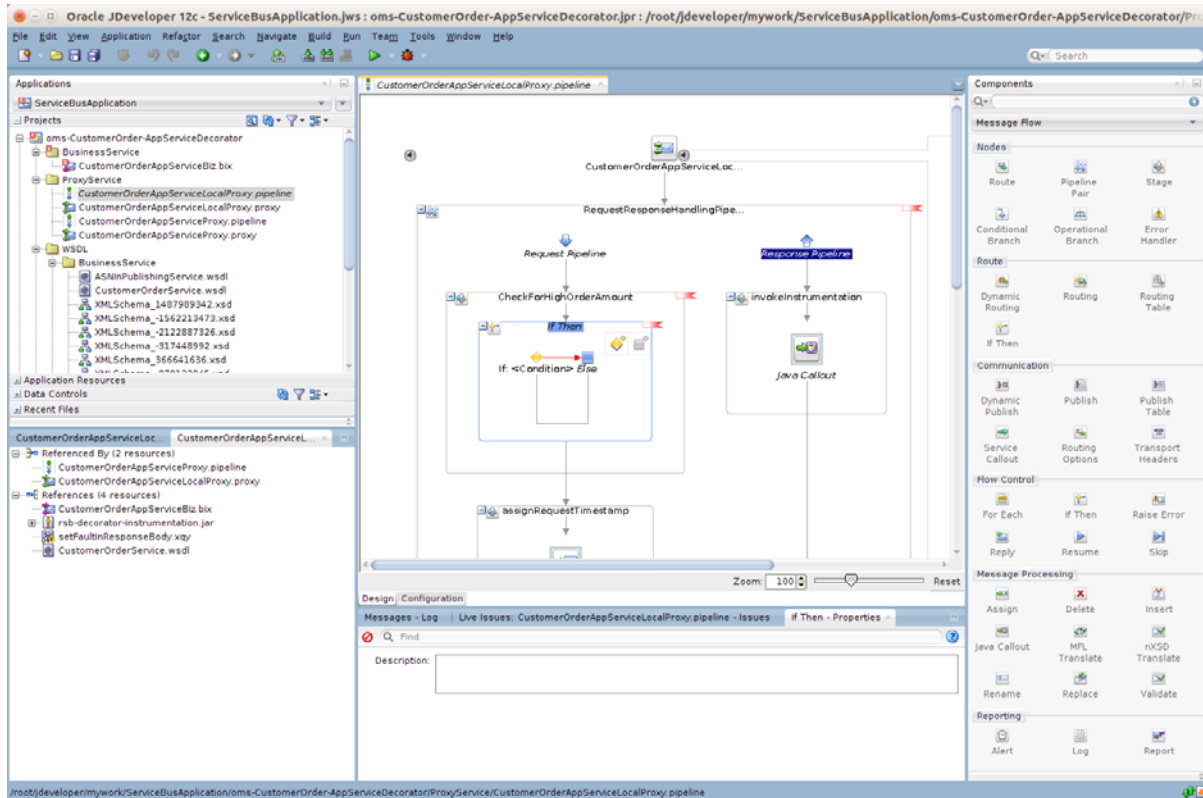 Oracle JDeveloper 12c - ServiceBusApplication.jws : oms-CustomerOrder-AppServiceDecorator.jpr : /root/jdeveloper/mywork/ServiceBusApplication/oms-CustomerOrder-AppServiceDecorator/Pro
File Edit View Application Refactor Search Navigate Build Run Team Tools Window Help
Search
Applications
ServiceBusApplication
Projects
oms-CustomerOrder-AppServiceDecorator
BusinessService
CustomerOrderAppServiceBiz.bix
ProxyService
CustomerOrderAppServiceLocalProxy.pipeline
CustomerOrderAppServiceLocalProxy.proxy
CustomerOrderAppServiceProxy.pipeline
CustomerOrderAppServiceProxy.proxy
WSDL
BusinessService
ASNInPublishingService.wsdl
CustomerOrderService.wsdl
XMLSchema_1487989342.xsd
XMLSchema_-1562213473.xsd
XMLSchema_-2122887326.xsd
XMLSchema_-317448992.xsd
XMLSchema_366641636.xsd
Application Resources
Data Controls
Recent Files
CustomerOrderAppServiceLoc... CustomerOrderAppServiceL...
Referenced By (2 resources)
CustomerOrderAppServiceProxy.pipeline
CustomerOrderAppServiceLocalProxy.proxy
References (4 resources)
CustomerOrderAppServiceBiz.bix
rsb-decorator-instrumentation.jar
setFaultInResponseBody.xqy
CustomerOrderService.wsdl
CustomerOrderAppServiceLocalProxy.pipeline
CustomerOrderAppServiceLoc...
RequestResponseHandlingPipe...
Request Pipeline
Response Pipeline
CheckForHighOrderAmount
invokeInstrumentation
If Then
If: <Condition> Else
Java Callout
assignRequestTimestamp
Zoom: 100 Reset
Design Configuration
Messages - Log Live Issues: CustomerOrderAppServiceLocalProxy.pipeline - Issues If Then - Properties
Find
Description:
Components
Message Flow
Nodes
Route Pipeline Pair Stage
Conditional Branch Operational Branch Error Handler
Route
Dynamic Routing Routing Routing Table
If Then
Communication
Dynamic Publish Publish Publish Table
Service Callout Routing Options Transport Headers
Flow Control
For Each If Then Raise Error
Reply Resume Skip
Message Processing
Assign Delete Insert
Java Callout MFL Translate nXSD Translate
Rename Replace Validate
Reporting
Alert Log Report
/root/jdeveloper/mywork/ServiceBusApplication/oms-CustomerOrder-AppServiceDecorator/ProxyService/CustomerOrderAppServiceLocalProxy.pipeline